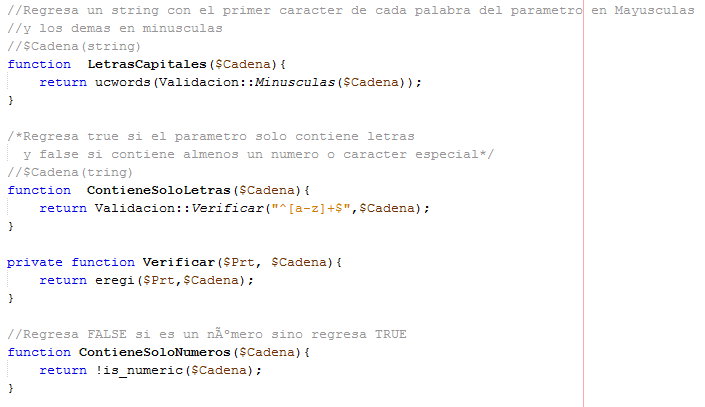 //Regresa un string con el primer caracter de cada palabra del parametro en Mayusculas
//y los demas en minusculas
//$Cadena(string)
function  LetrasCapitales($Cadena){
    return ucwords(Validacion::Minusculas($Cadena));
}
/*Regresa true si el parametro solo contiene letras
  y false si contiene almenos un numero o caracter especial*/
//$Cadena(tring)
function  ContieneSoloLetras($Cadena){
    return Validacion::Verificar("^[a-z]+$",$Cadena);
}
private function Verificar($Prt, $Cadena){
    return eregi($Prt,$Cadena);
}
//Regresa FALSE si es un nÃºmero sino regresa TRUE
function ContieneSoloNumeros($Cadena){
    return !is_numeric($Cadena);
}